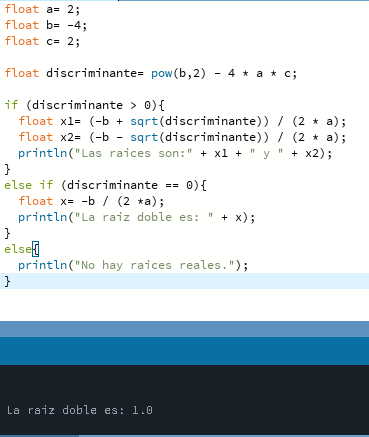 float a= 2;
float b= -4;
float c= 2;
float discriminante= pow(b,2) - 4 * a * c;
if (discriminante > 0){
  float x1= (-b + sqrt(discriminante)) / (2 * a);
  float x2= (-b - sqrt(discriminante)) / (2 * a);
  println("Las raíces son:" + x1 + " y " + x2);
}
else if (discriminante == 0){
  float x= -b / (2 *a);
  println("La raiz doble es: " + x);
}
else{
  println("No hay raices reales.");
}
La raiz doble es: 1.0